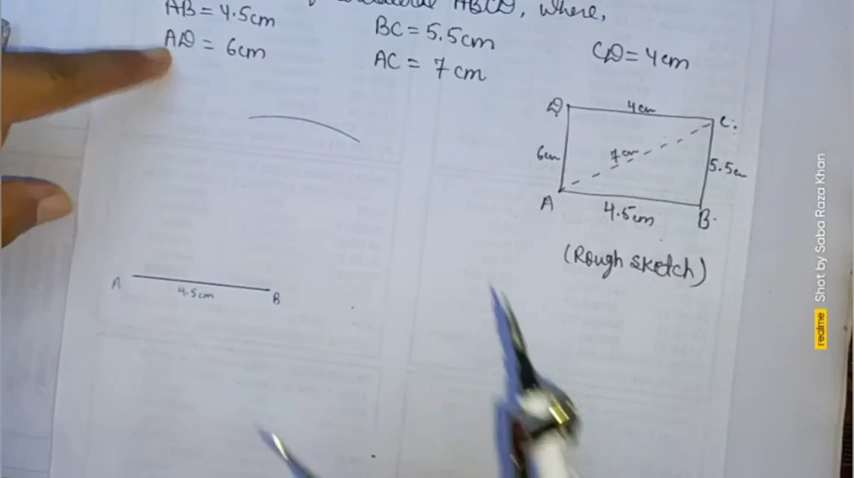 ABCD, where,
AB = 4.5cm
BC = 5.5cm
CD = 4cm
AD = 6cm
AC = 7cm
D
4cm
C.
6cm
7cm
5.5cm
A
4.5cm
B.
(Rough sketch)
A
4.5cm
B
redme Shot by Saba Raza Khan